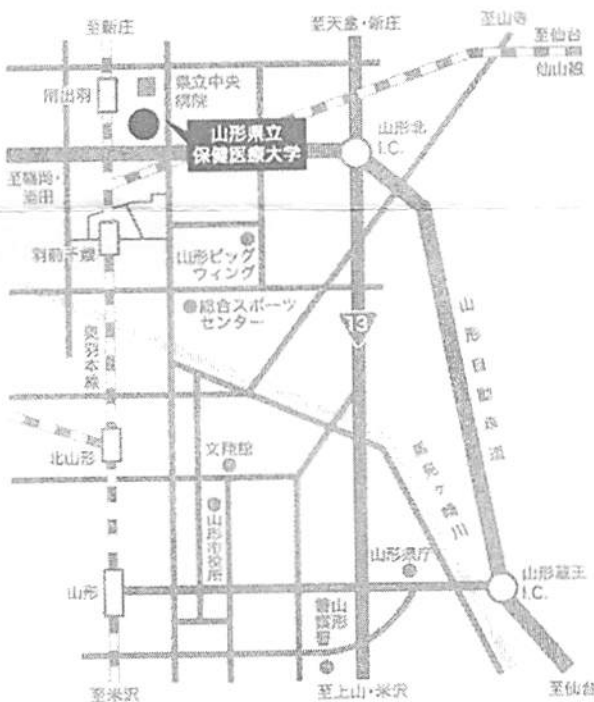 至新庄
至天童・新庄
至山寺
至仙台
仙山線
南出羽
県立中央
病院
山形県立
保健医療大学
山形北
I.C.
至鶴岡・
酒田
羽前千歳
山形ビッグ
ウィング
総合スポーツ
センター
13
山形自動車道
奥羽本線
北山形
文翔館
馬見ヶ崎川
山形市役所
山形県庁
山形
山形蔵王
I.C.
至米沢
至上山・米沢
至仙台